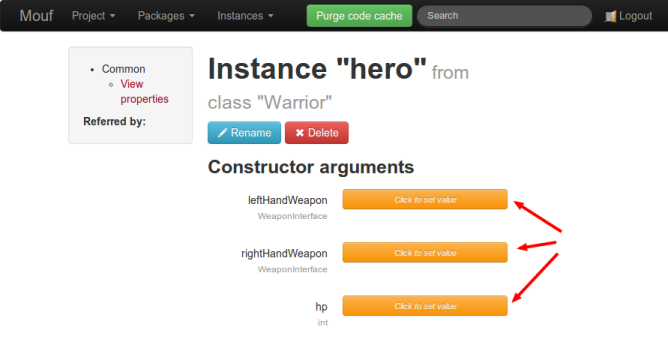 Mouf Project Packages Instances Purge code cache Search Logout
Common
View
properties
Referred by:
Instance "hero" from
class "Warrior"
Rename Delete
Constructor arguments
leftHandWeapon Click to set value
WeaponInterface
rightHandWeapon Click to set value
WeaponInterface
hp Click to set value
int